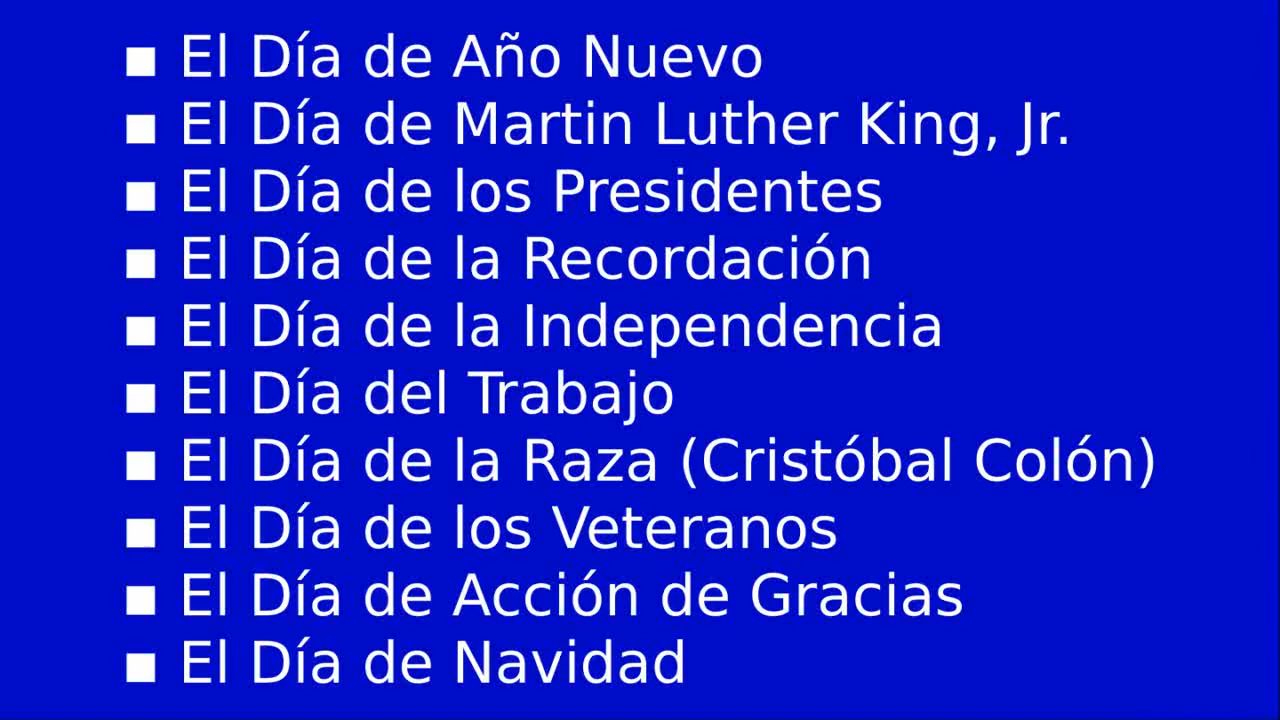 ▪ El Día de Año Nuevo
▪ El Día de Martin Luther King, Jr.
▪ El Día de los Presidentes
▪ El Día de la Recordación
▪ El Día de la Independencia
▪ El Día del Trabajo
▪ El Día de la Raza (Cristóbal Colón)
▪ El Día de los Veteranos
▪ El Día de Acción de Gracias
▪ El Día de Navidad